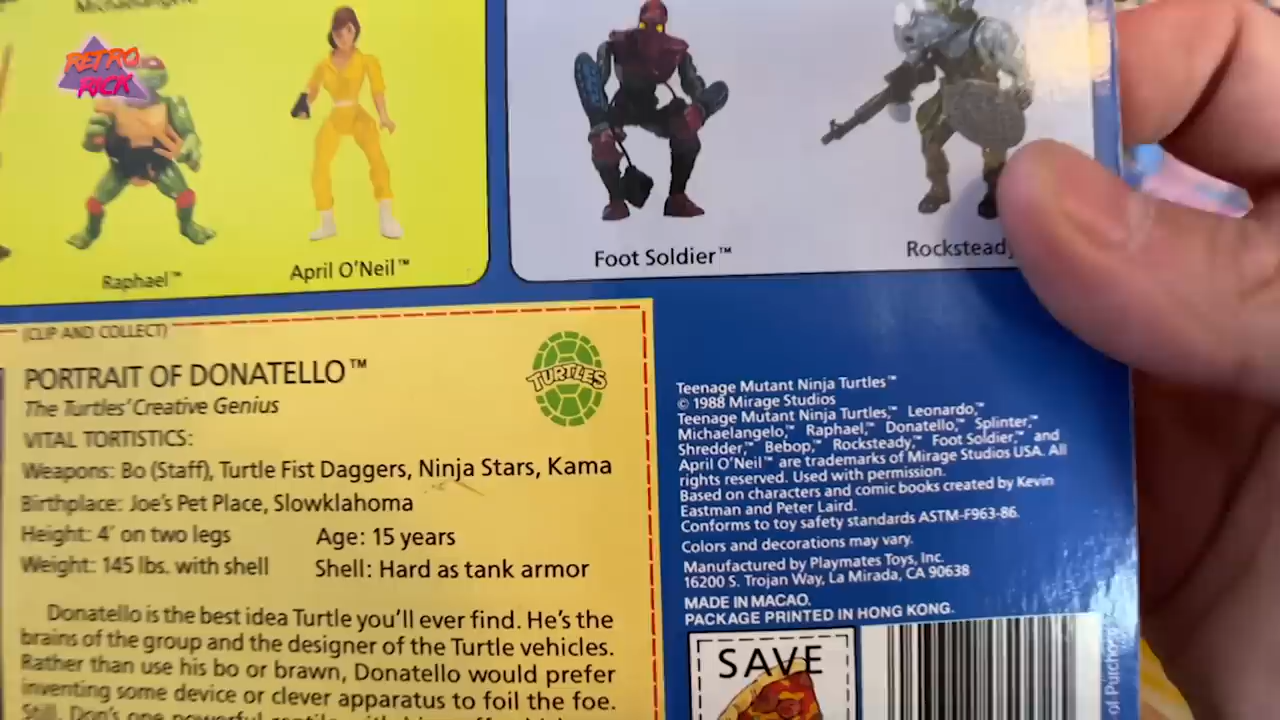 RETRO
RICK
Raphael™
April O'Neil™
Foot Soldier™
Rocksteady
(CLIP AND COLLECT)
PORTRAIT OF DONATELLO™
The Turtles' Creative Genius
TURTLES
VITAL TORTISTICS:
Weapons: Bo (Staff), Turtle Fist Daggers, Ninja Stars, Kama
Birthplace: Joe's Pet Place, Slowklahoma
Height: 4' on two legs
Age: 15 years
Weight: 145 lbs. with shell
Shell: Hard as tank armor
Donatello is the best idea Turtle you'll ever find. He's the
brains of the group and the designer of the Turtle vehicles.
Rather than use his bo or brawn, Donatello would prefer
inventing some device or clever apparatus to foil the foe.
Still, Don's one powerful reptile
Teenage Mutant Ninja Turtles™
© 1988 Mirage Studios
Teenage Mutant Ninja Turtles,™ Leonardo,™
Michaelangelo,™ Raphael,™ Donatello,™ Splinter,™
Shredder,™ Bebop,™ Rocksteady,™ Foot Soldier,™ and
April O'Neil™ are trademarks of Mirage Studios USA. All
rights reserved. Used with permission.
Based on characters and comic books created by Kevin
Eastman and Peter Laird.
Conforms to toy safety standards ASTM-F963-86.
Colors and decorations may vary.
Manufactured by Playmates Toys, Inc.
16200 S. Trojan Way, La Mirada, CA 90638
MADE IN MACAO.
PACKAGE PRINTED IN HONG KONG.
SAVE
of Purchase